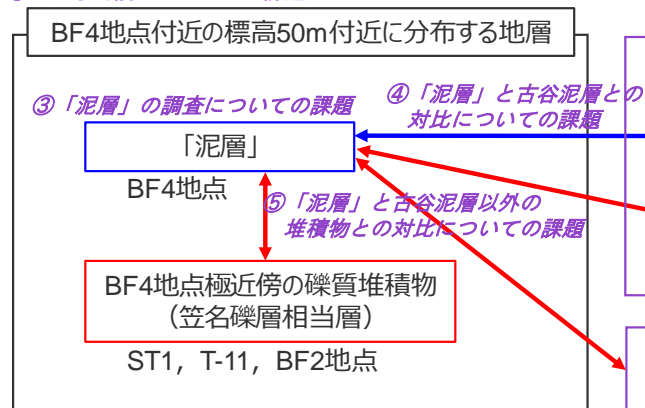 BF4地点付近の標高50m付近に分布する地層
③「泥層」の調査についての課題
④「泥層」と古谷泥層との
対比についての課題
「泥層」
BF4地点
⑤「泥層」と古谷泥層以外の
堆積物との対比についての課題
BF4地点極近傍の礫質堆積物
（笠名礫層相当層）
ST1，T-11，BF2地点